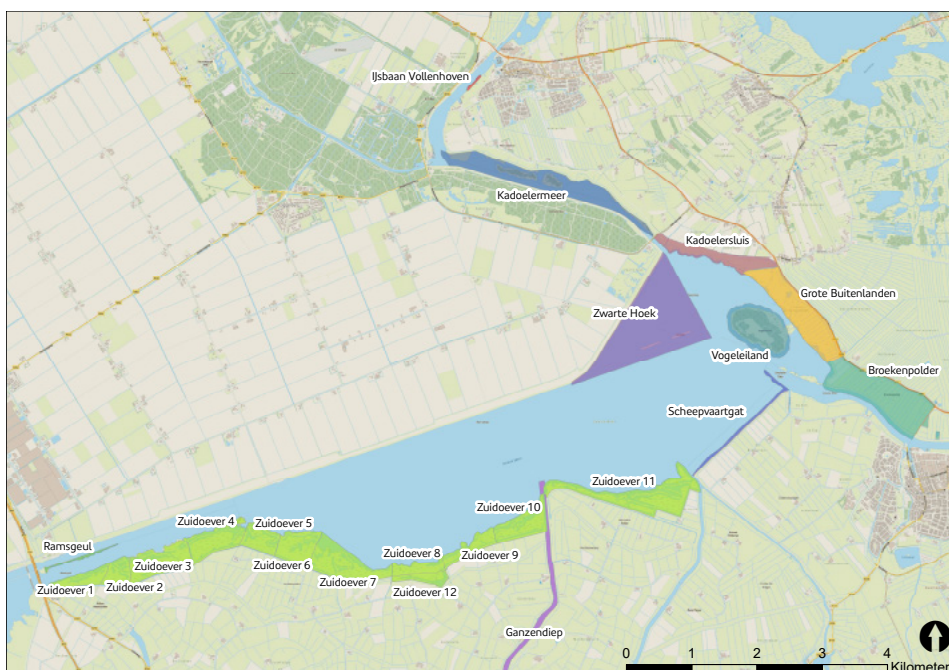 IJsbaan Vollenhoven
Kadoelermeer
Kadoelersluis
Grote Buitenlanden
Zwarte Hoek
Vogeleiland
Broekenpolder
Scheepvaartgat
Zuidoever 11
Zuidoever 10
Zuidoever 4
Zuidoever 5
Ramsgeul
Zuidoever 8
Zuidoever 9
Zuidoever 3
Zuidoever 6
Zuidoever 2
Zuidoever 7
Zuidoever 1
Zuidoever 12
Ganzendiep
0 1 2 3 4
Kilometer